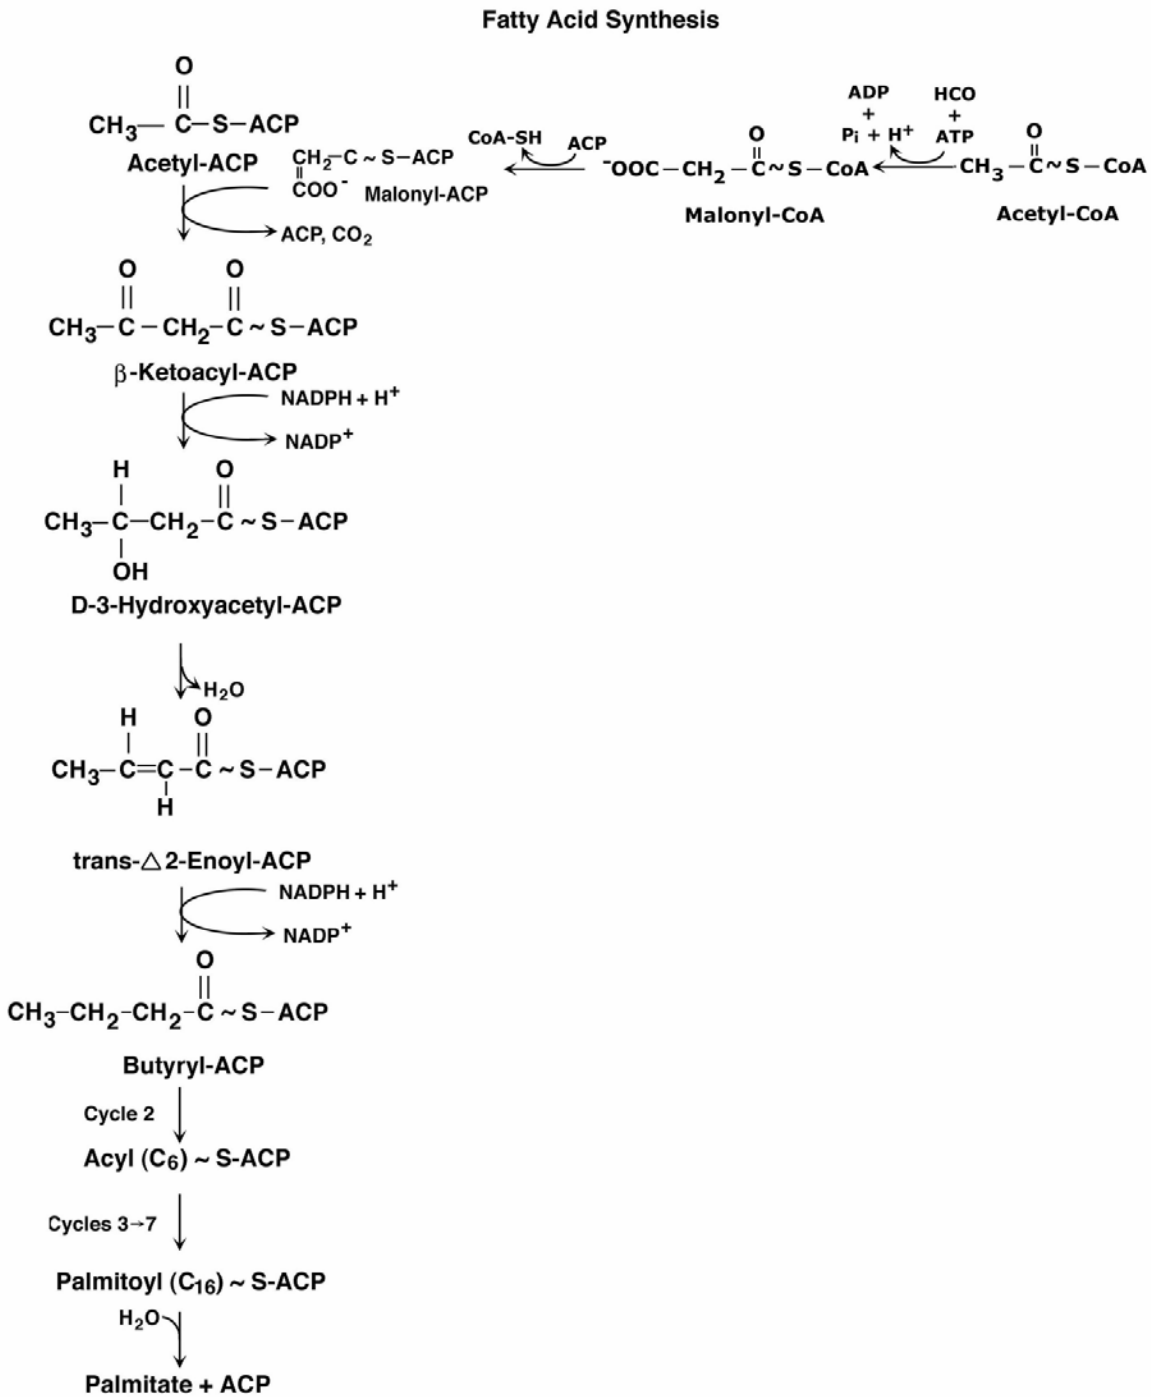 Fatty Acid Synthesis
O
||
CH3— C–S–ACP
Acetyl-ACP
CH2–C~S–ACP
||
COO-
Malonyl-ACP
CoA-SH
ACP
O
||
-OOC–CH2–C~S–CoA
Malonyl-CoA
ADP
+
Pi + H+
HCO
+
ATP
O
||
CH3–C~S–CoA
Acetyl-CoA
ACP, CO2
O O
|| ||
CH3–C–CH2–C~S–ACP
β-Ketoacyl-ACP
NADPH + H+
NADP+
H O
| ||
CH3–C–CH2–C~S–ACP
|
OH
D-3-Hydroxyacetyl-ACP
H2O
H O
| ||
CH3–C=C–C~S–ACP
|
H
trans-△2-Enoyl-ACP
NADPH + H+
NADP+
O
||
CH3–CH2–CH2–C~S–ACP
Butyryl-ACP
Cycle 2
Acyl (C6) ~ S-ACP
Cycles 3→7
Palmitoyl (C16) ~ S-ACP
H2O
Palmitate + ACP